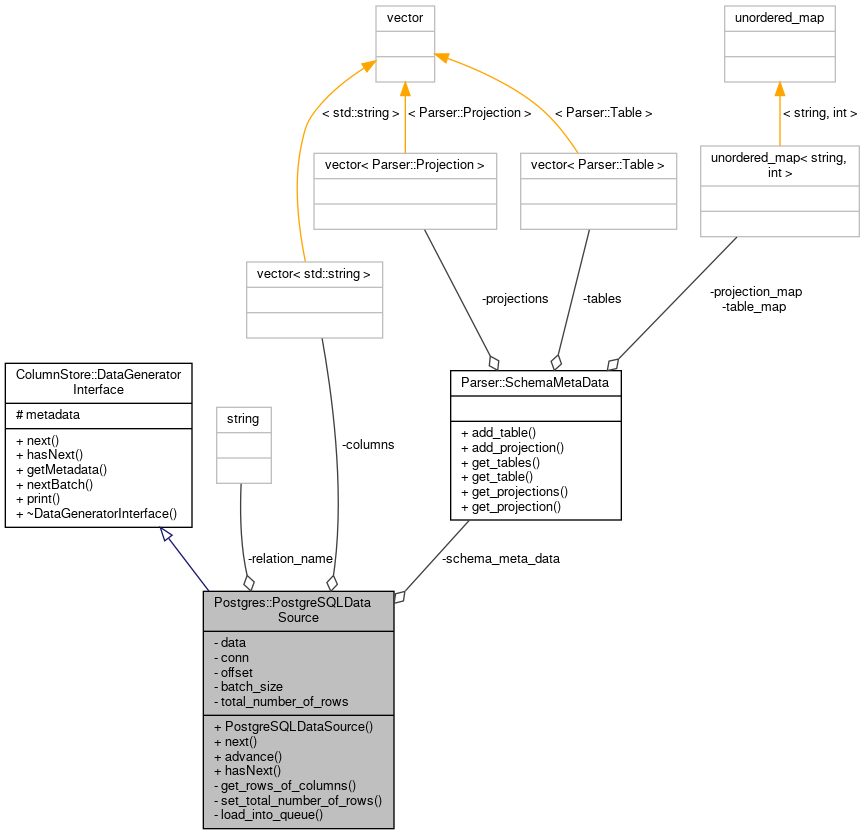 vector
unordered_map
< std::string >
< Parser::Projection >
< Parser::Table >
< string, int >
vector< Parser::Projection >
vector< Parser::Table >
unordered_map< string,
int >
vector< std::string >
-projections
-tables
-projection_map
-table_map
ColumnStore::DataGenerator
Interface
# metadata
+ next()
+ hasNext()
+ getMetadata()
+ nextBatch()
+ print()
+ ~DataGeneratorInterface()
string
-columns
Parser::SchemaMetaData
+ add_table()
+ add_projection()
+ get_tables()
+ get_table()
+ get_projections()
+ get_projection()
-relation_name
-schema_meta_data
Postgres::PostgreSQLData
Source
- data
- conn
- offset
- batch_size
- total_number_of_rows
+ PostgreSQLDataSource()
+ next()
+ advance()
+ hasNext()
- get_rows_of_columns()
- set_total_number_of_rows()
- load_into_queue()